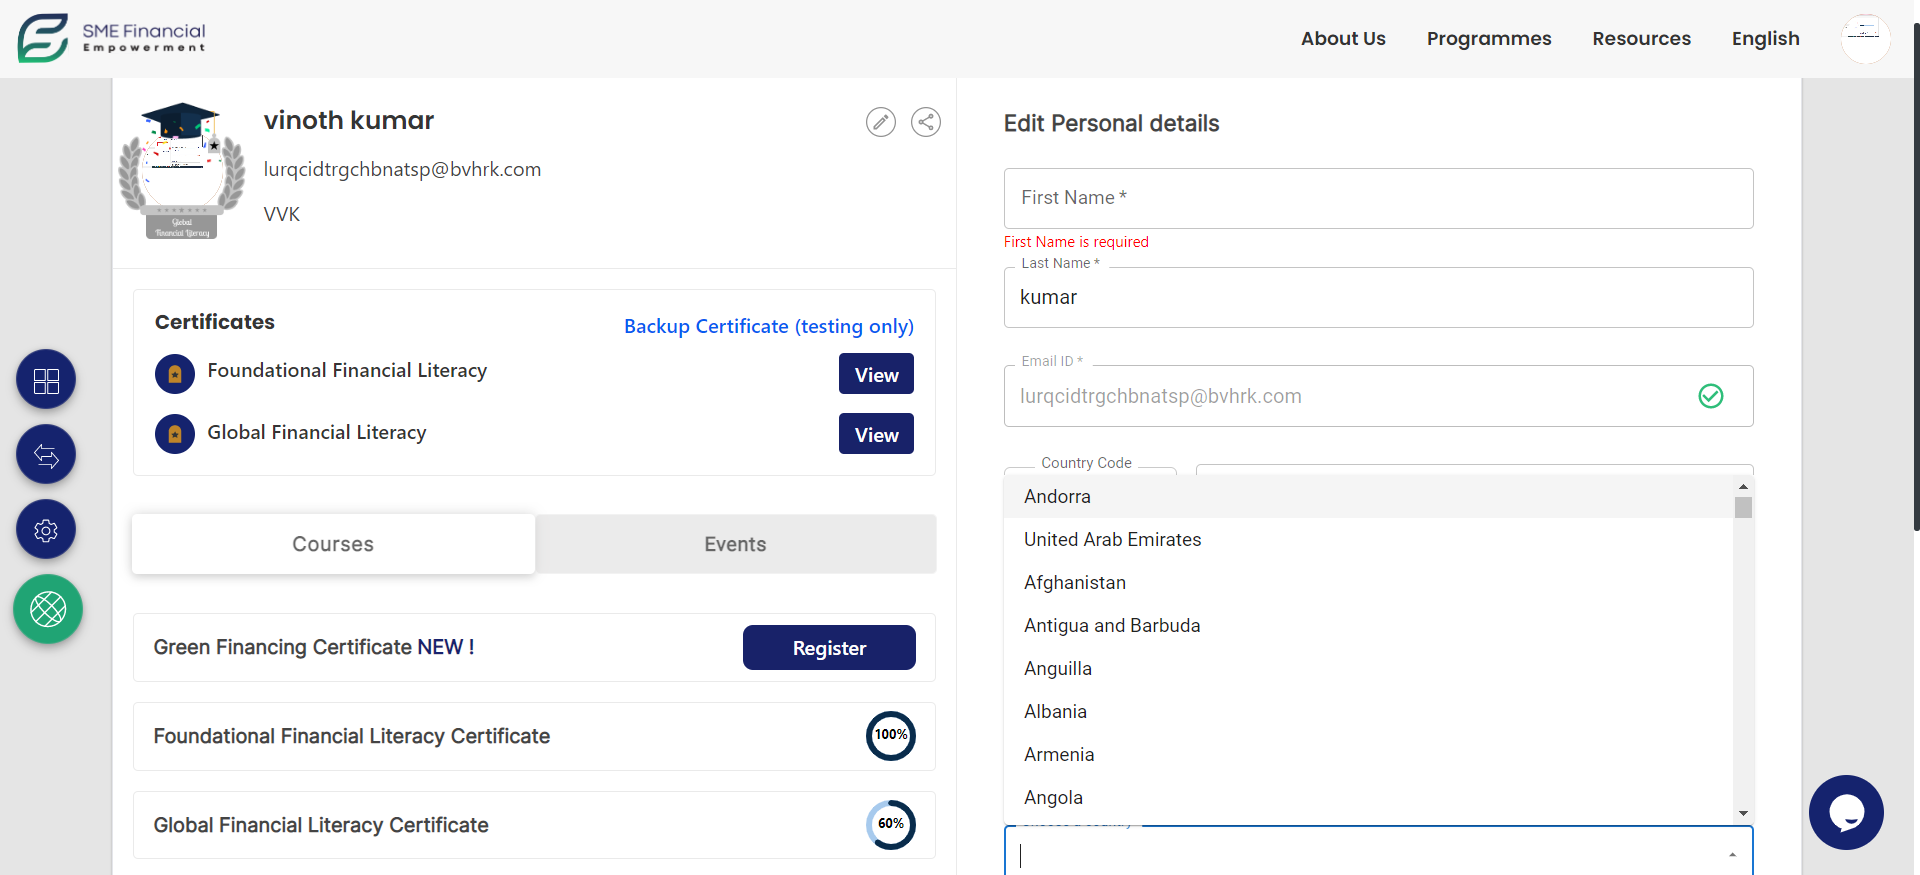 SME Financial
Empowerment
About Us
Programmes
Resources
English
vinoth kumar
lurqcidtrgchbnatsp@bvhrk.com
VVK
Global
Financial Literacy
Certificates
Backup Certificate (testing only)
Foundational Financial Literacy
View
Global Financial Literacy
View
Courses
Events
Green Financing Certificate NEW !
Register
Foundational Financial Literacy Certificate
100%
Global Financial Literacy Certificate
60%
Edit Personal details
First Name *
First Name is required
Last Name *
kumar
Email ID *
lurqcidtrgchbnatsp@bvhrk.com
Country Code
Andorra
United Arab Emirates
Afghanistan
Antigua and Barbuda
Anguilla
Albania
Armenia
Angola